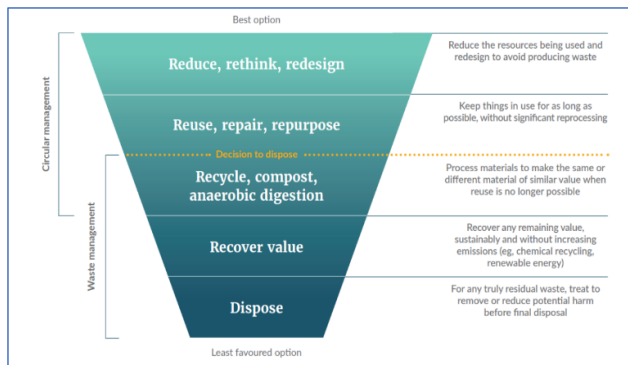 Best option
Reduce, rethink, redesign
Reduce the resources being used and
redesign to avoid producing waste
Circular management
Reuse, repair, repurpose
Keep things in use for as long as
possible, without significant reprocessing
Decision to dispose
Recycle, compost,
anaerobic digestion
Process materials to make the same or
different material of similar value when
reuse is no longer possible
Waste management
Recover value
Recover any remaining value,
sustainably and without increasing
emissions (eg, chemical recycling,
renewable energy)
Dispose
For any truly residual waste, treat to
remove or reduce potential harm
before final disposal
Least favoured option